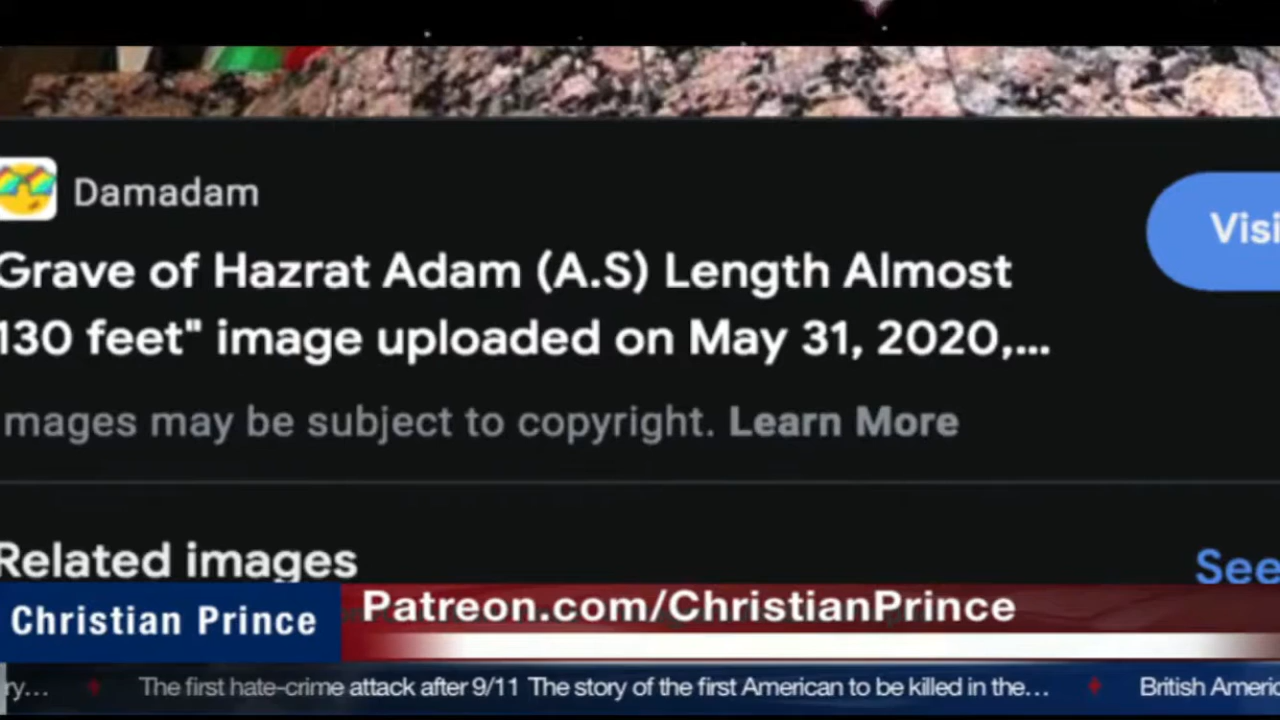 Damadam
Visi
Grave of Hazrat Adam (A.S) Length Almost
130 feet" image uploaded on May 31, 2020,...
mages may be subject to copyright. Learn More
Related images
See
Christian Prince
Patreon.com/ChristianPrince
ry... The first hate-crime attack after 9/11 The story of the first American to be killed in the... British Americ